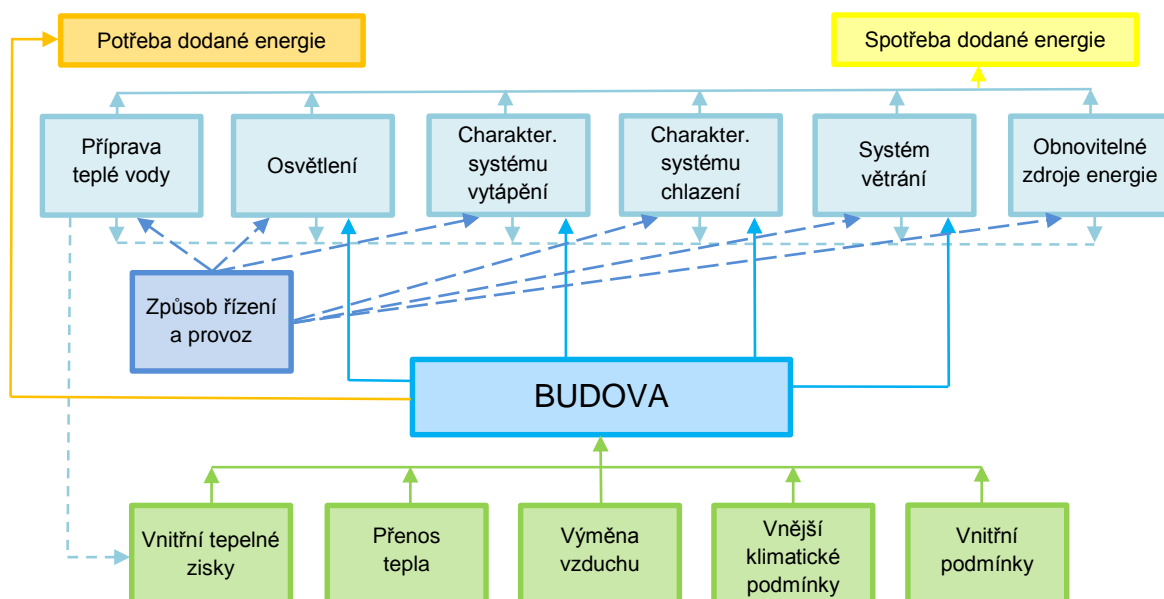 Potřeba dodané energie
Spotřeba dodané energie
Příprava
teplé vody
Osvětlení
Charakter.
systému
vytápění
Charakter.
systému
chlazení
Systém
větrání
Obnovitelné
zdroje energie
Způsob řízení
a provoz
BUDOVA
Vnitřní tepelné
zisky
Přenos
tepla
Výměna
vzduchu
Vnější
klimatické
podmínky
Vnitřní
podmínky